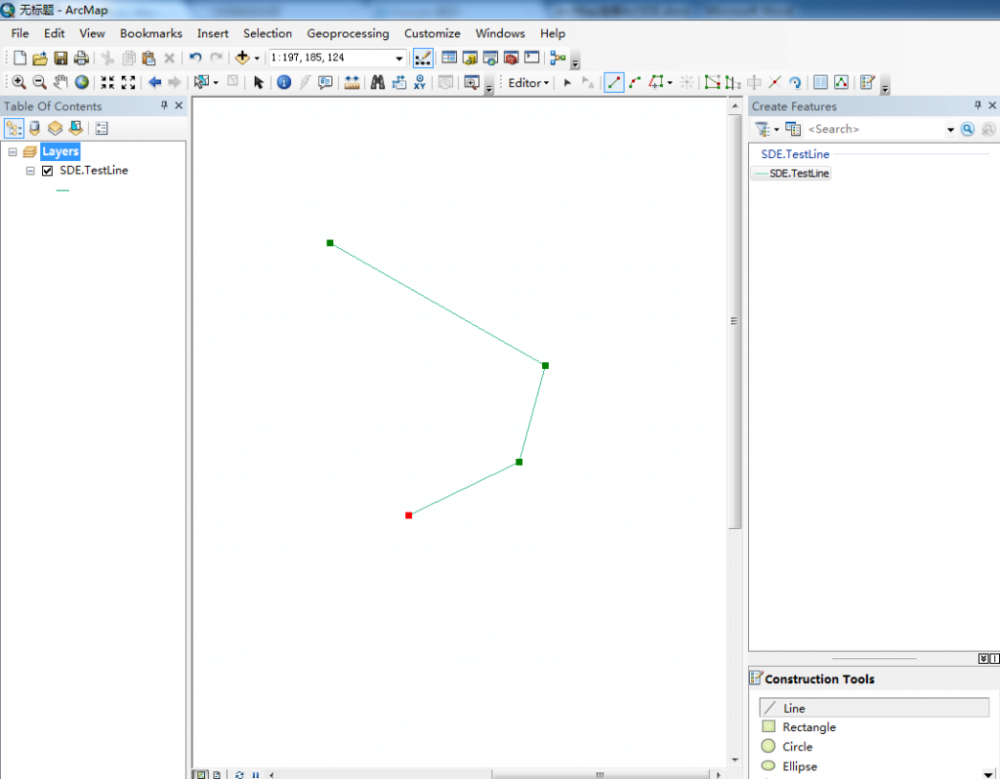 无标题 - ArcMap
File Edit View Bookmarks Insert Selection Geoprocessing Customize Windows Help
1:197,185,124
Editor
Table Of Contents
Create Features
<Search>
Layers
SDE.TestLine
SDE.TestLine
SDE.TestLine
Construction Tools
Line
Rectangle
Circle
Ellipse